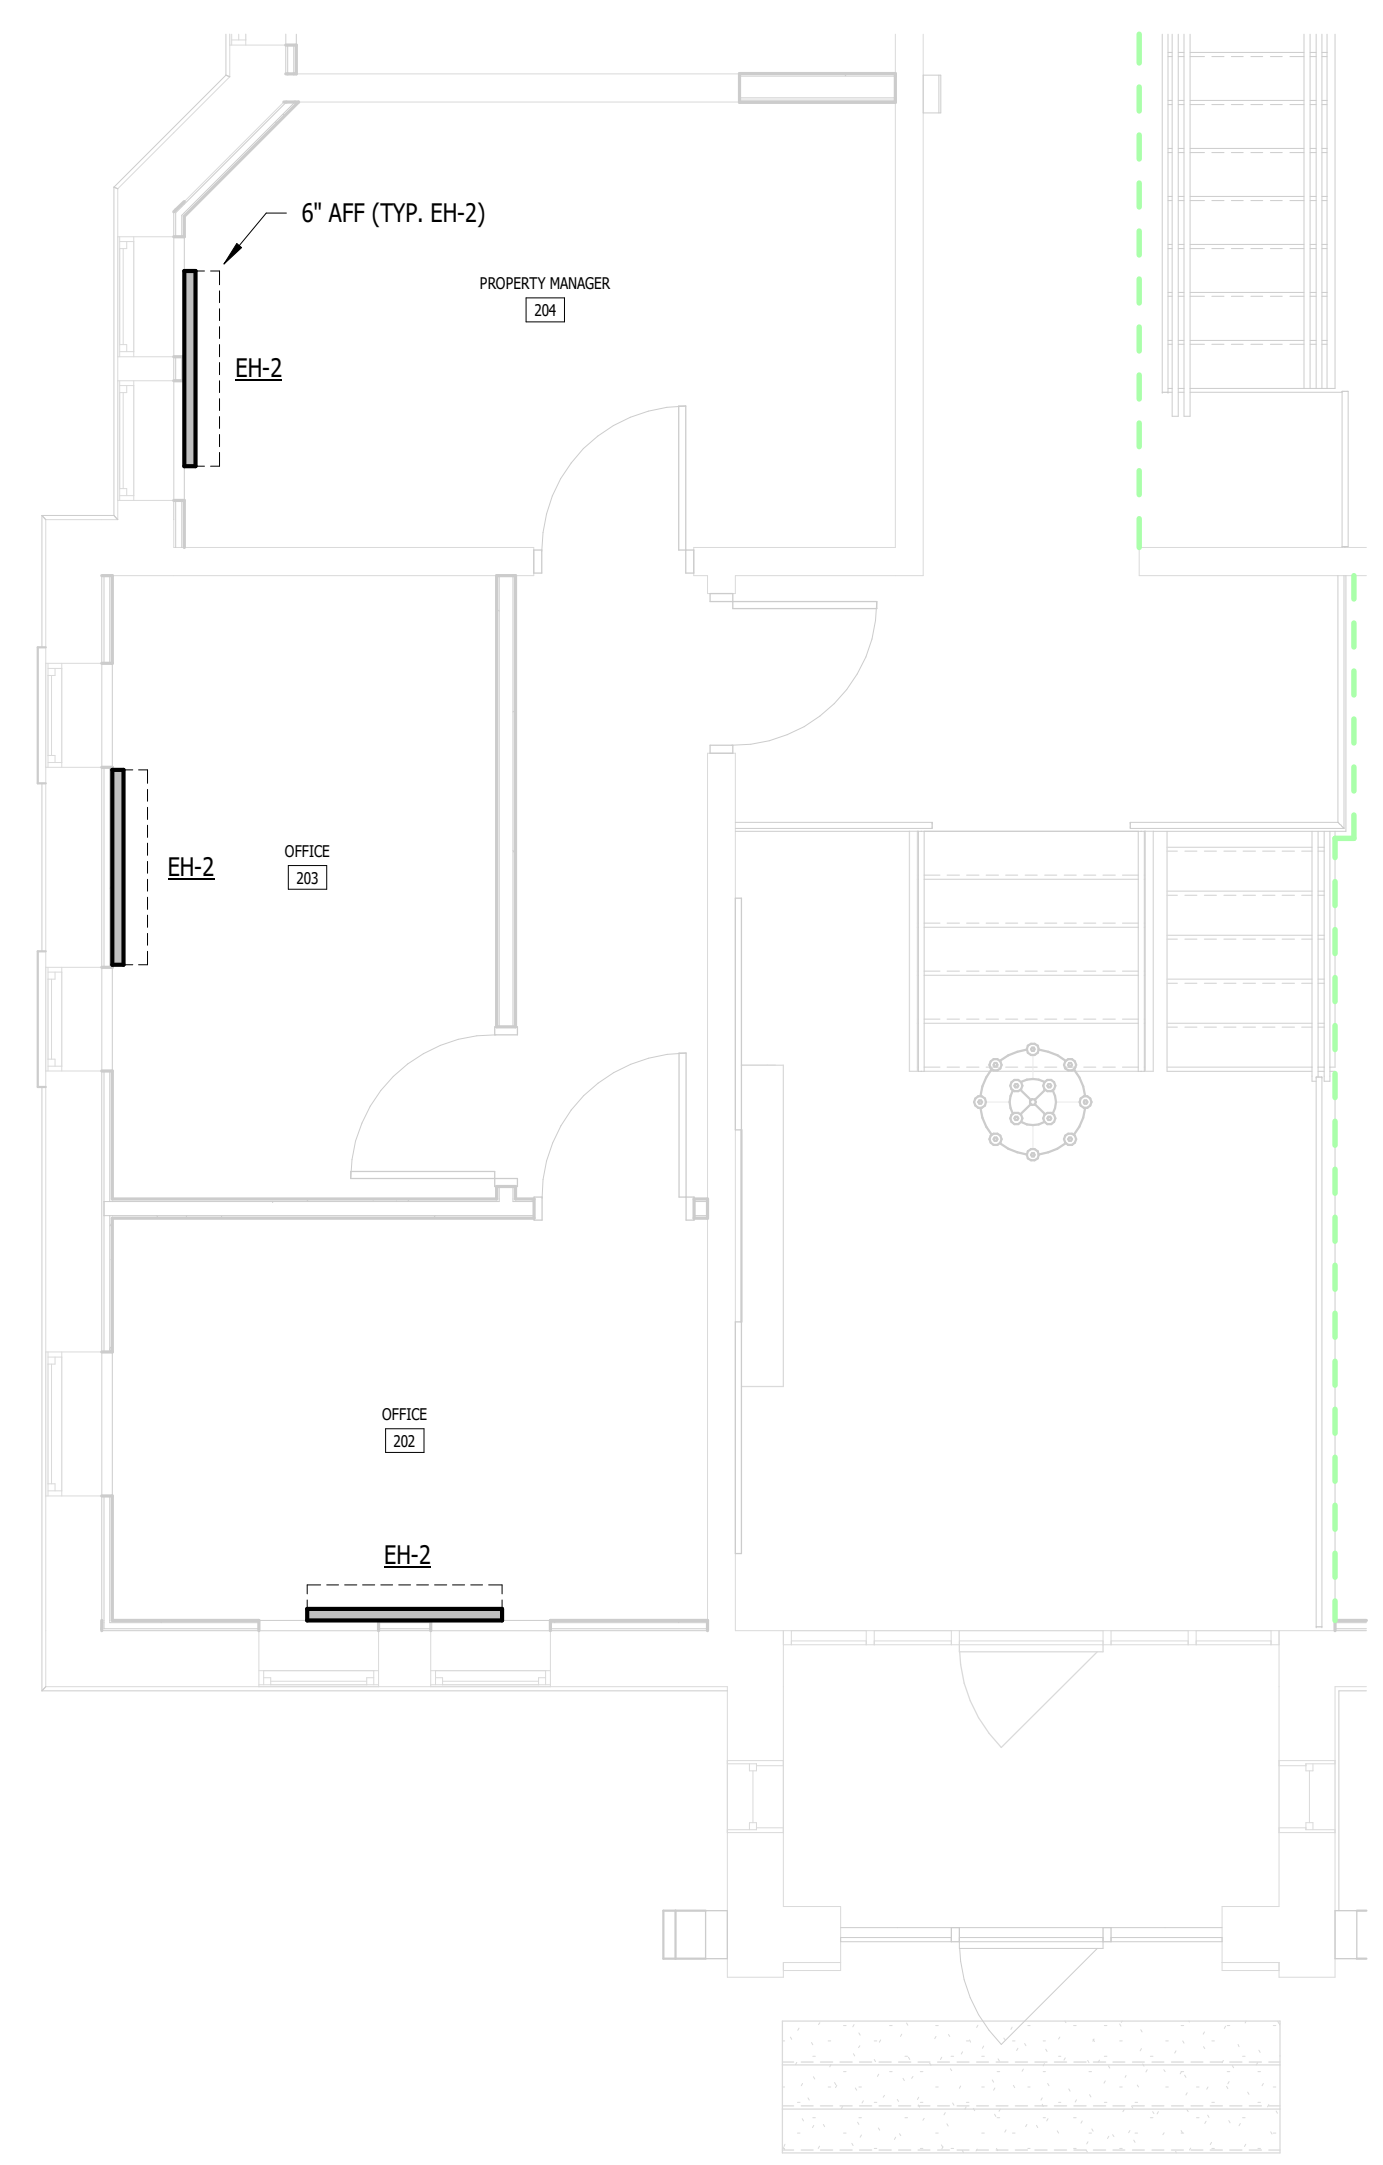 6" AFF (TYP. EH-2)
PROPERTY MANAGER
204
EH-2
OFFICE
203
EH-2
OFFICE
202
EH-2